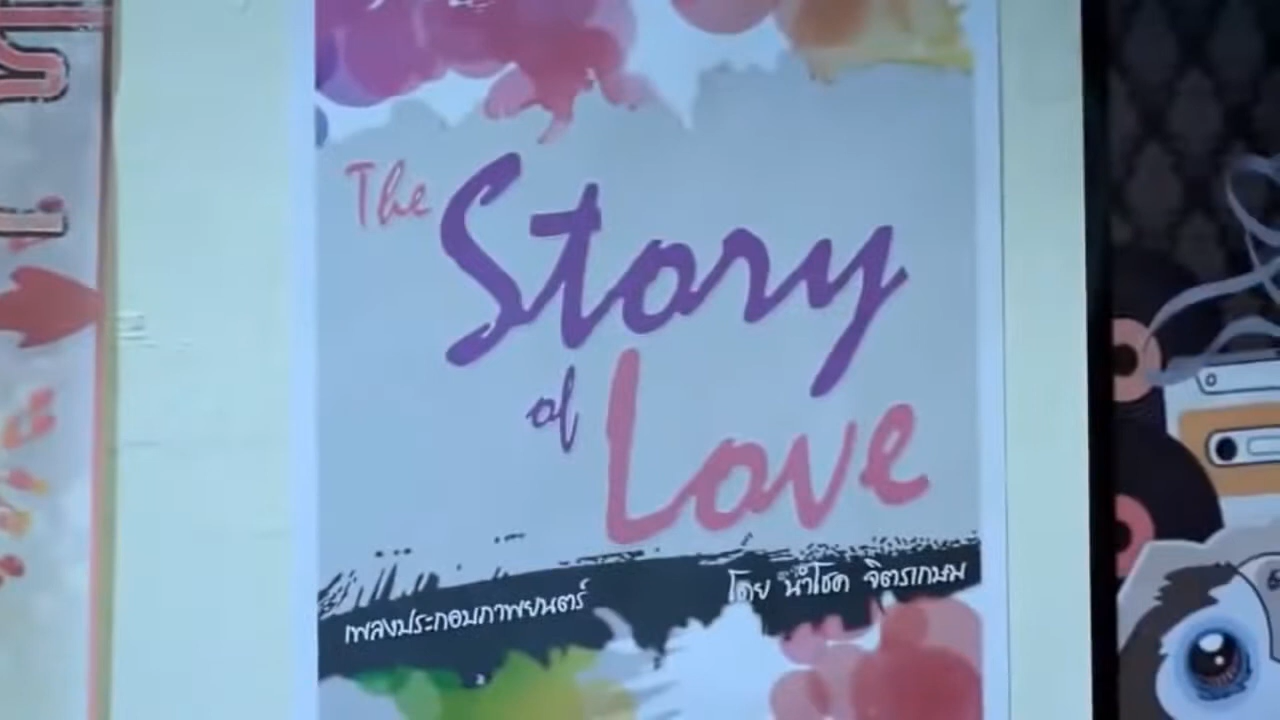 The
Story
of
Love
เพลงประกอบภาพยนตร์
โดย นำโชค จิตรเกษม